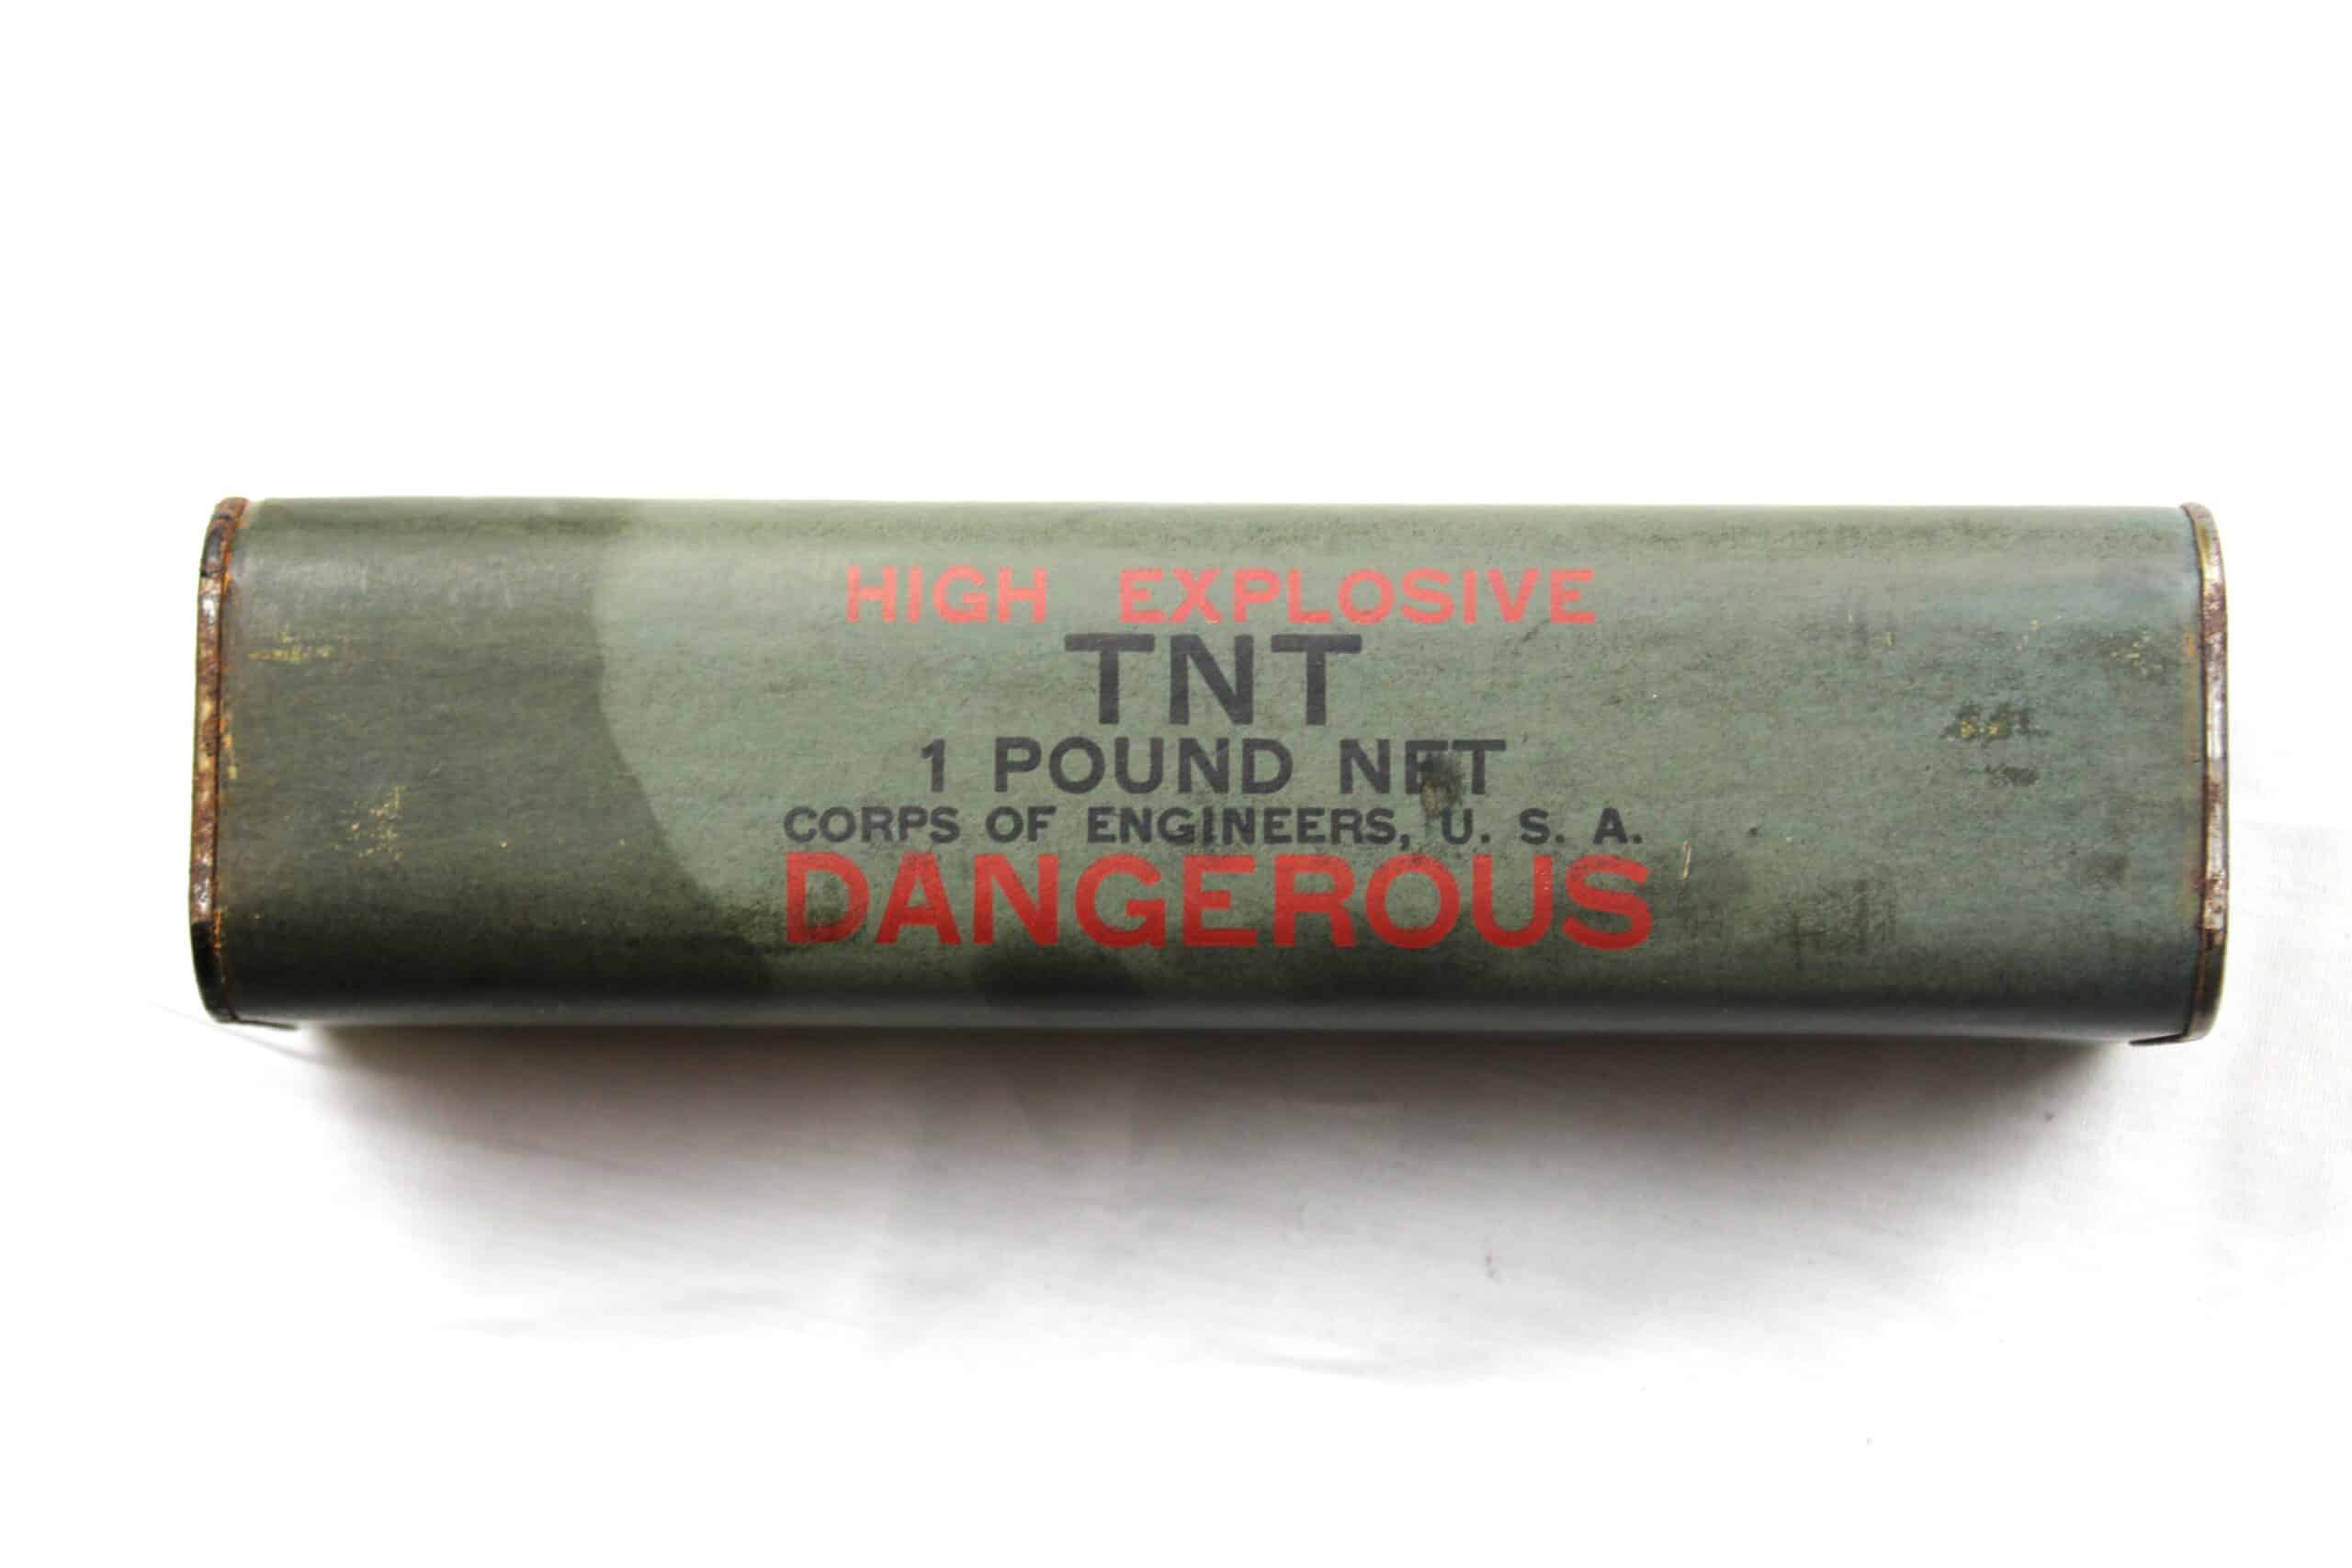 HIGH EXPLOSIVE
TNT
1 POUND NET
CORPS OF ENGINEERS, U. S. A.
DANGEROUS